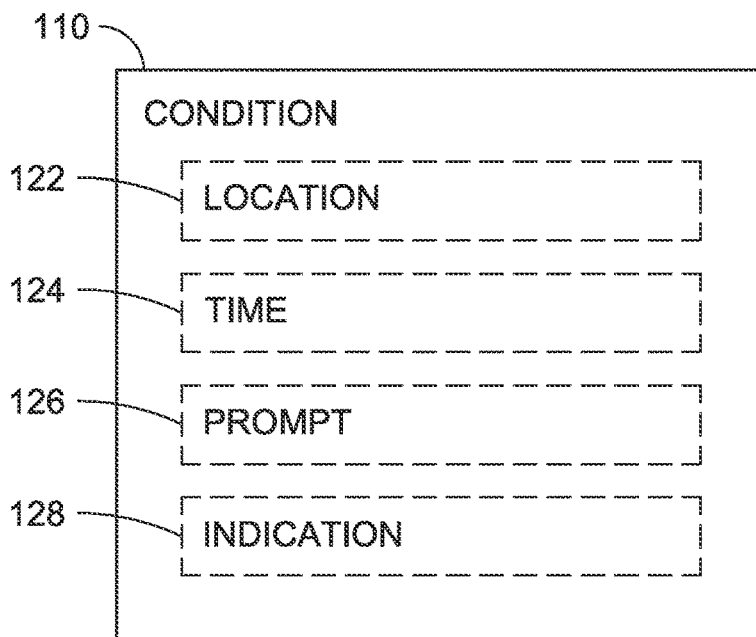 110
CONDITION
122 LOCATION
124 TIME
126 PROMPT
128 INDICATION